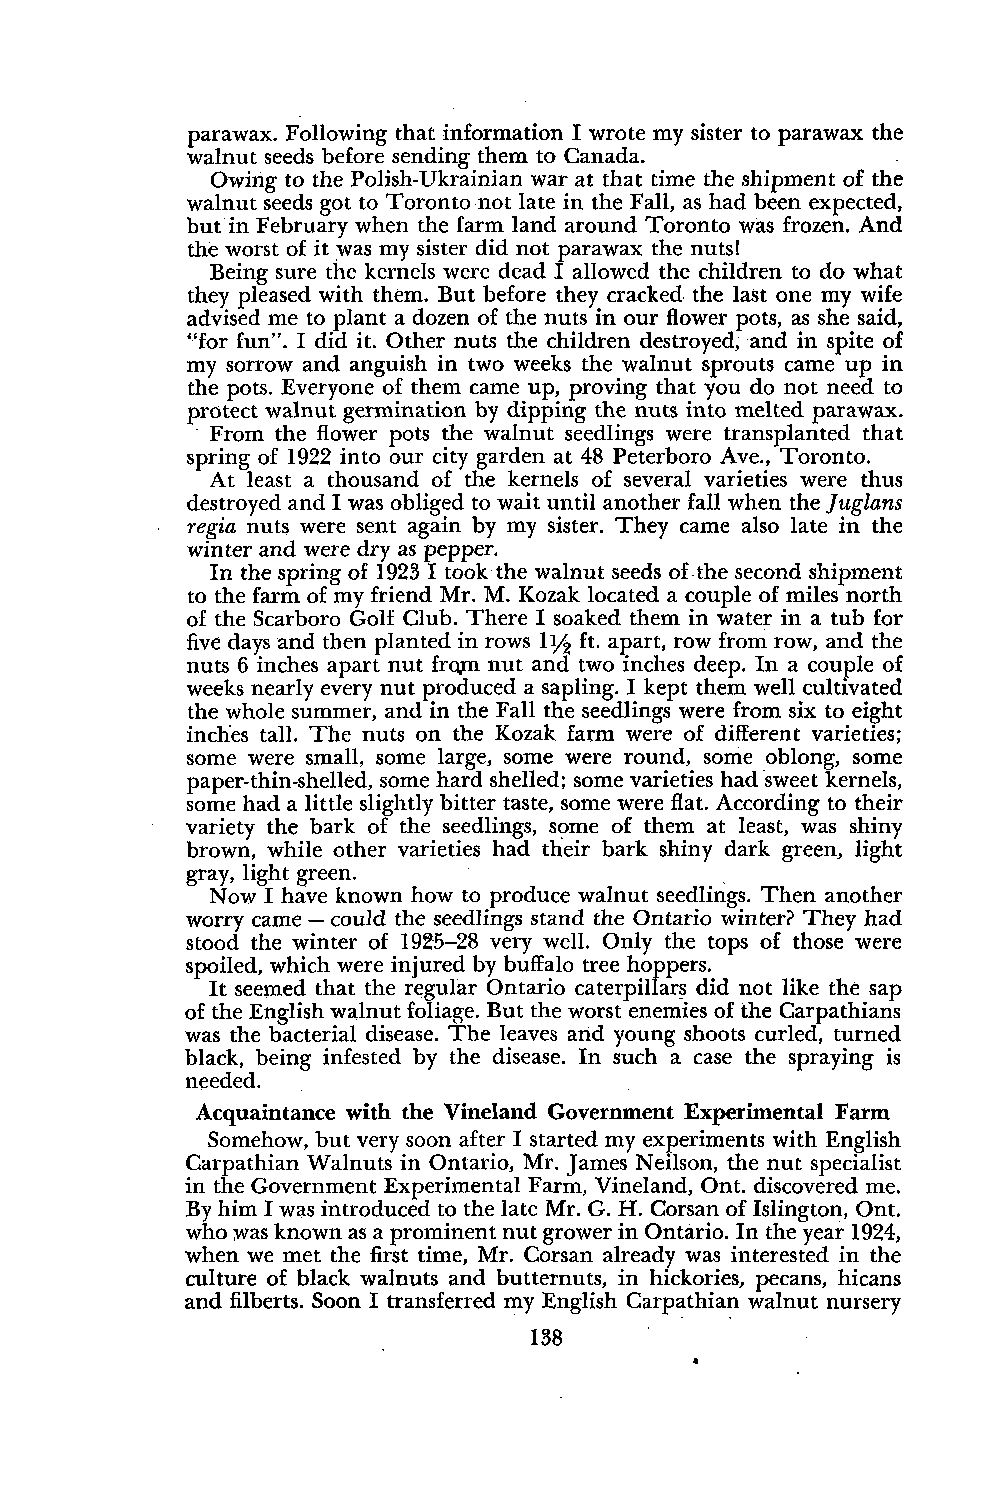 parawax. Following that information I wrote my sister to parawax the
walnut seeds before sending them to Canada.
Owing to the Polish-Ukrainian war at that time the shipment of the
walnut seeds got to Toronto not late in the Fall, as had been expected,
but in February when the farm land around Toronto was frozen. And
the worst of it was my sister did not parawax the nuts!
Being sure the kernels were dead I allowed the children to do what
they pleased with them. But before they cracked the last one my wife
advised me to plant a dozen of the nuts in our flower pots, as she said,
“for fun”. I did it. Other nuts the children destroyed, and in spite of
my sorrow and anguish in two weeks the walnut sprouts came up in
the pots. Everyone of them came up, proving that you do not need to
protect walnut germination by dipping the nuts into melted parawax.
From the flower pots the walnut seedlings were transplanted that
spring of 1922 into our city garden at 48 Peterboro Ave., Toronto.
At least a thousand of the kernels of several varieties were thus
destroyed and I was obliged to wait until another fall when the Juglans
regia nuts were sent again by my sister. They came also late in the
winter and were dry as pepper.
In the spring of 1923 I took the walnut seeds of the second shipment
to the farm of my friend Mr. M. Kozak located a couple of miles north
of the Scarboro Golf Club. There I soaked them in water in a tub for
five days and then planted in rows 1½ ft. apart, row from row, and the
nuts 6 inches apart nut from nut and two inches deep. In a couple of
weeks nearly every nut produced a sapling. I kept them well cultivated
the whole summer, and in the Fall the seedlings were from six to eight
inches tall. The nuts on the Kozak farm were of different varieties;
some were small, some large, some were round, some oblong, some
paper-thin-shelled, some hard shelled; some varieties had sweet kernels,
some had a little slightly bitter taste, some were flat. According to their
variety the bark of the seedlings, some of them at least, was shiny
brown, while other varieties had their bark shiny dark green, light
gray, light green.
Now I have known how to produce walnut seedlings. Then another
worry came — could the seedlings stand the Ontario winter? They had
stood the winter of 1925–28 very well. Only the tops of those were
spoiled, which were injured by buffalo tree hoppers.
It seemed that the regular Ontario caterpillars did not like the sap
of the English walnut foliage. But the worst enemies of the Carpathians
was the bacterial disease. The leaves and young shoots curled, turned
black, being infested by the disease. In such a case the spraying is
needed.
Acquaintance with the Vineland Government Experimental Farm
Somehow, but very soon after I started my experiments with English
Carpathian Walnuts in Ontario, Mr. James Neilson, the nut specialist
in the Government Experimental Farm, Vineland, Ont. discovered me.
By him I was introduced to the late Mr. G. H. Corsan of Islington, Ont.
who was known as a prominent nut grower in Ontario. In the year 1924,
when we met the first time, Mr. Corsan already was interested in the
culture of black walnuts and butternuts, in hickories, pecans, hicans
and filberts. Soon I transferred my English Carpathian walnut nursery
138